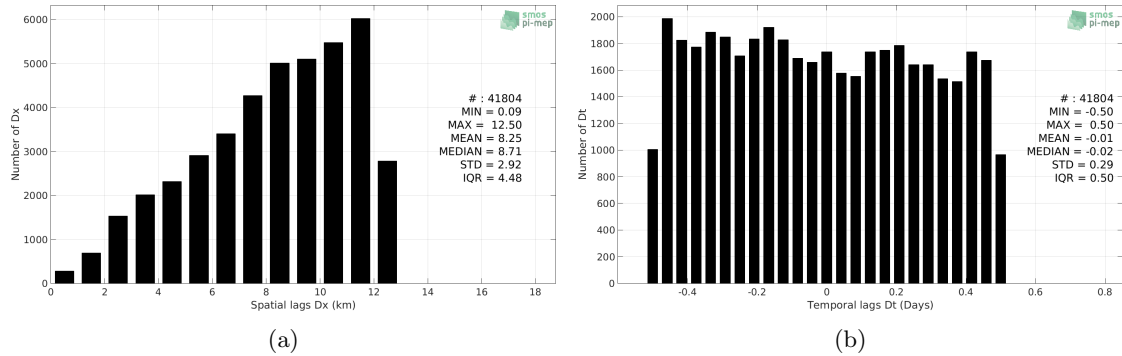 smos
pi-mep
Number of Dx
6000
5000
4000
3000
2000
1000
0
# : 41804
MIN = 0.09
MAX = 12.50
MEAN = 8.25
MEDIAN = 8.71
STD = 2.92
IQR = 4.48
0 2 4 6 8 10 12 14 16 18
Spatial lags Dx (km)
(a)
smos
pi-mep
Number of Dt
2000
1800
1600
1400
1200
1000
800
600
400
200
0
# : 41804
MIN = -0.50
MAX = 0.50
MEAN = -0.01
MEDIAN = -0.02
STD = 0.29
IQR = 0.50
-0.4 -0.2 0 0.2 0.4 0.6 0.8
Temporal lags Dt (Days)
(b)